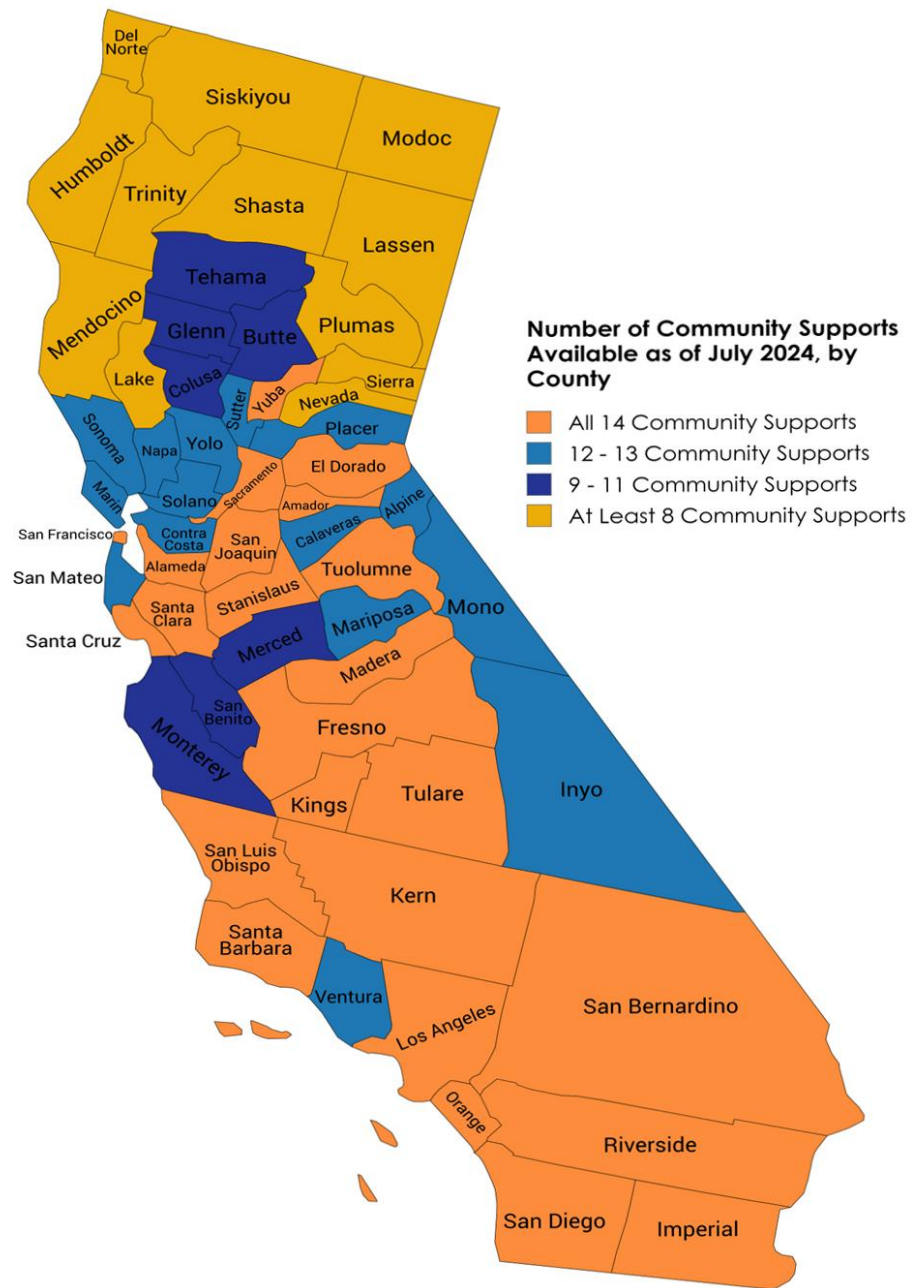 Del
Norte
Siskiyou
Modoc
Humboldt
Trinity
Shasta
Lassen
Tehama
Mendocino
Glenn
Butte
Plumas
Lake
Colusa
Sutter
Yuba
Nevada
Sierra
Sonoma
Napa
Yolo
Placer
El Dorado
Sacramento
Marin
Solano
Amador
Alpine
Calaveras
San Francisco
Contra
Costa
San
Joaquin
Alameda
Tuolumne
San Mateo
Stanislaus
Mono
Santa
Clara
Mariposa
Santa Cruz
Merced
Madera
San
Benito
Fresno
Monterey
Inyo
Kings
Tulare
San Luis
Obispo
Kern
Santa
Barbara
Ventura
Los Angeles
San Bernardino
Orange
Riverside
San Diego
Imperial
Number of Community Supports
Available as of July 2024, by
County
All 14 Community Supports
12 - 13 Community Supports
9 - 11 Community Supports
At Least 8 Community Supports